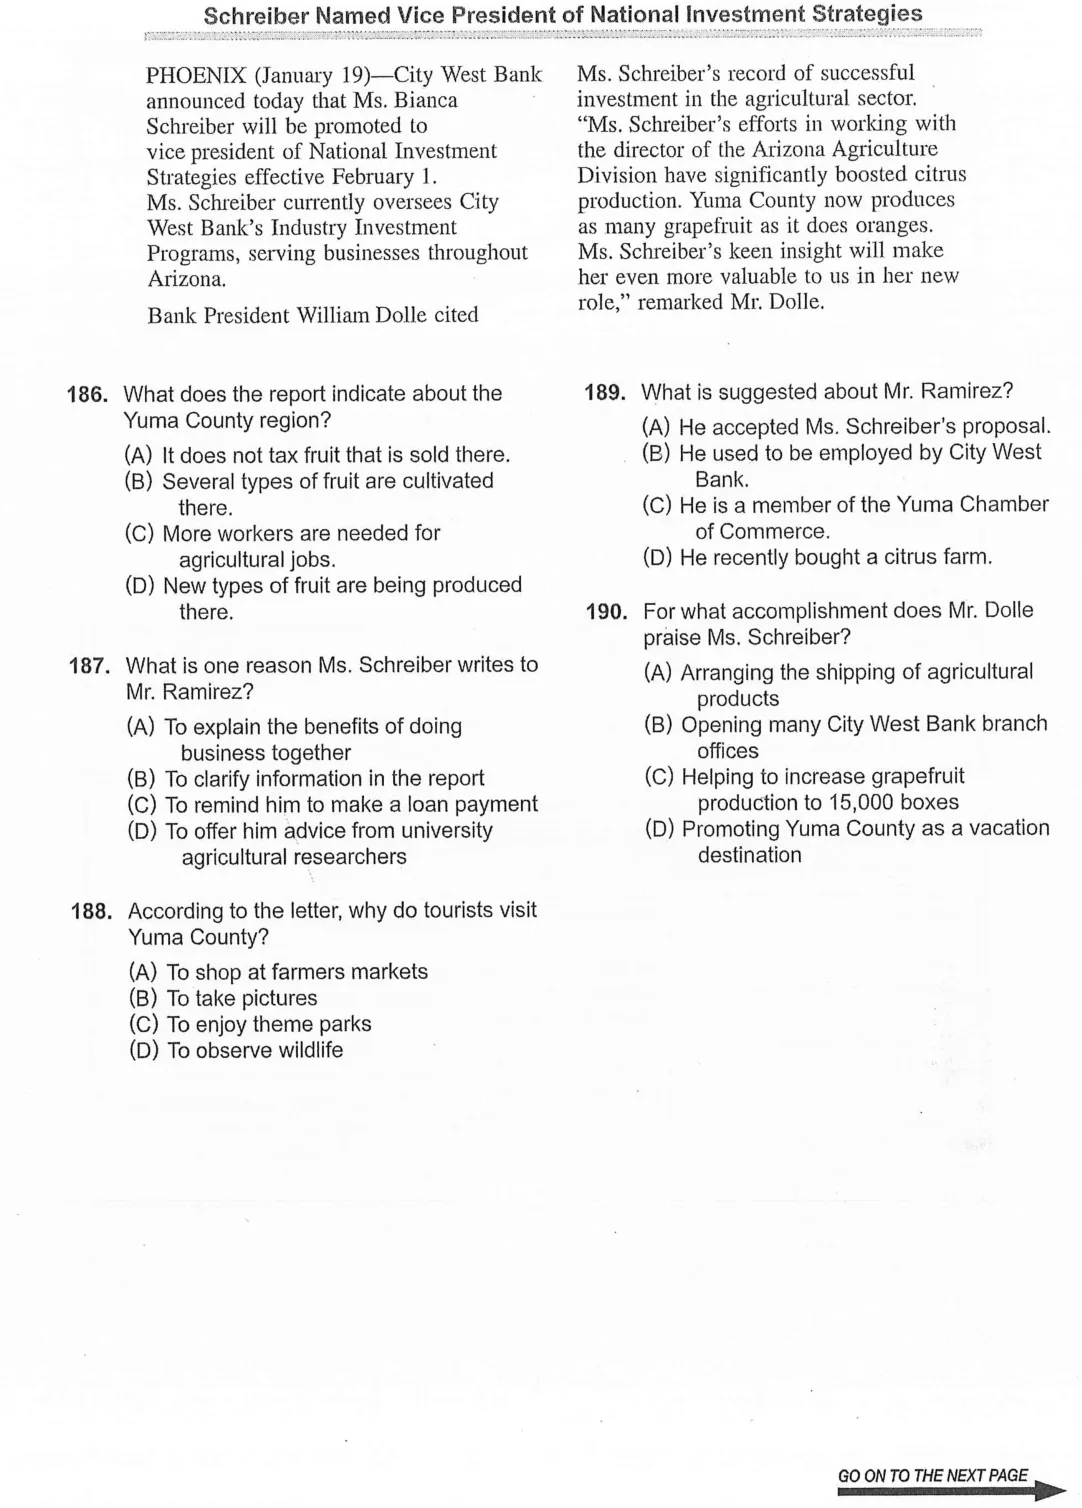 Schreiber Named Vice President of National Investment Strategies
PHOENIX (January 19)—City West Bank
announced today that Ms. Bianca
Schreiber will be promoted to
vice president of National Investment
Strategies effective February 1.
Ms. Schreiber currently oversees City
West Bank's Industry Investment
Programs, serving businesses throughout
Arizona.
Bank President William Dolle cited
Ms. Schreiber's record of successful
investment in the agricultural sector.
“Ms. Schreiber's efforts in working with
the director of the Arizona Agriculture
Division have significantly boosted citrus
production. Yuma County now produces
as many grapefruit as it does oranges.
Ms. Schreiber's keen insight will make
her even more valuable to us in her new
role,” remarked Mr. Dolle.
186. What does the report indicate about the
Yuma County region?
(A) It does not tax fruit that is sold there.
(B) Several types of fruit are cultivated
there.
(C) More workers are needed for
agricultural jobs.
(D) New types of fruit are being produced
there.
187. What is one reason Ms. Schreiber writes to
Mr. Ramirez?
(A) To explain the benefits of doing
business together
(B) To clarify information in the report
(C) To remind him to make a loan payment
(D) To offer him advice from university
agricultural researchers
188. According to the letter, why do tourists visit
Yuma County?
(A) To shop at farmers markets
(B) To take pictures
(C) To enjoy theme parks
(D) To observe wildlife
189. What is suggested about Mr. Ramirez?
(A) He accepted Ms. Schreiber's proposal.
(B) He used to be employed by City West
Bank.
(C) He is a member of the Yuma Chamber
of Commerce.
(D) He recently bought a citrus farm.
190. For what accomplishment does Mr. Dolle
praise Ms. Schreiber?
(A) Arranging the shipping of agricultural
products
(B) Opening many City West Bank branch
offices
(C) Helping to increase grapefruit
production to 15,000 boxes
(D) Promoting Yuma County as a vacation
destination
GO ON TO THE NEXT PAGE